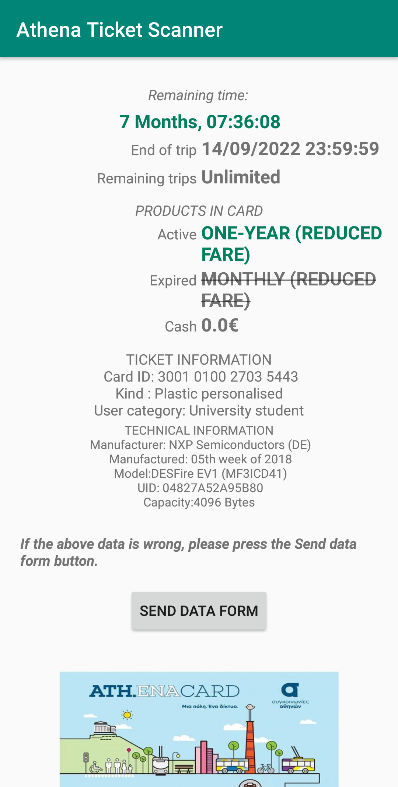 Athena Ticket Scanner
Remaining time:
7 Months, 07:36:08
End of trip 14/09/2022 23:59:59
Remaining trips Unlimited
PRODUCTS IN CARD
Active ONE-YEAR (REDUCED
FARE)
Expired MONTHLY (REDUCED
FARE)
Cash 0.0€
TICKET INFORMATION
Card ID: 3001 0100 2703 5443
Kind : Plastic personalised
User category: University student
TECHNICAL INFORMATION
Manufacturer: NXP Semiconductors (DE)
Manufactured: 05th week of 2018
Model:DESFire EV1 (MF3ICD41)
UID: 04827A52A95B80
Capacity:4096 Bytes
If the above data is wrong, please press the Send data
form button.
SEND DATA FORM
ATH.ENACARD
Μια πόλη, Ένα δίκτυο.
συγκοινωνίες
αθηνών